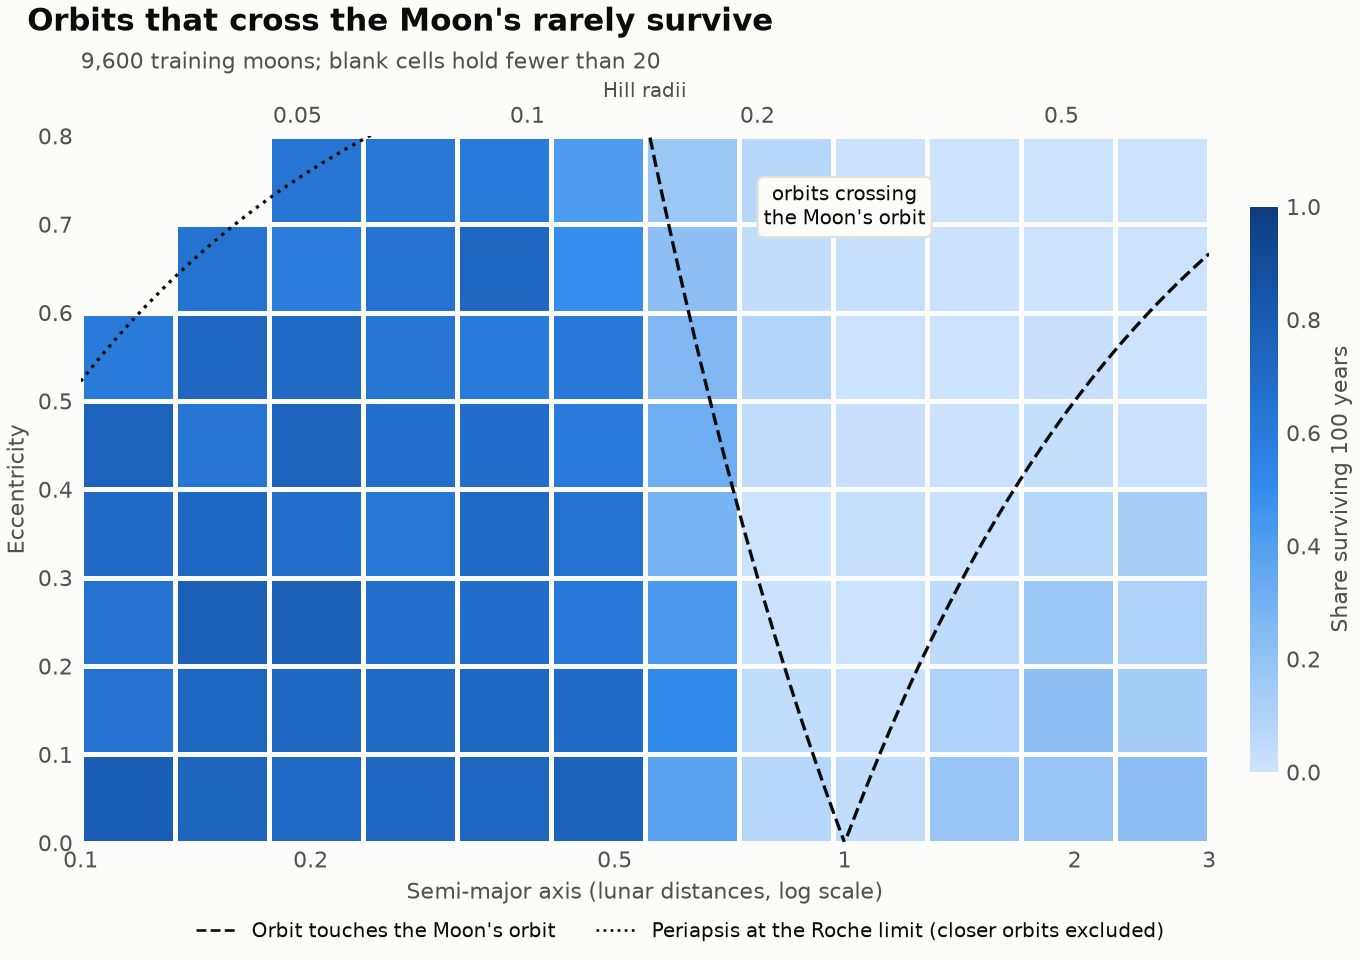 Orbits that cross the Moon's rarely survive
9,600 training moons; blank cells hold fewer than 20
Hill radii
0.05 0.1 0.2 0.5
0.8
0.7
0.6
0.5
0.4
0.3
0.2
0.1
0.0
Eccentricity
orbits crossing
the Moon's orbit
1.0
0.8
0.6
0.4
0.2
0.0
Share surviving 100 years
0.1 0.2 0.5 1 2 3
Semi-major axis (lunar distances, log scale)
Orbit touches the Moon's orbit
Periapsis at the Roche limit (closer orbits excluded)